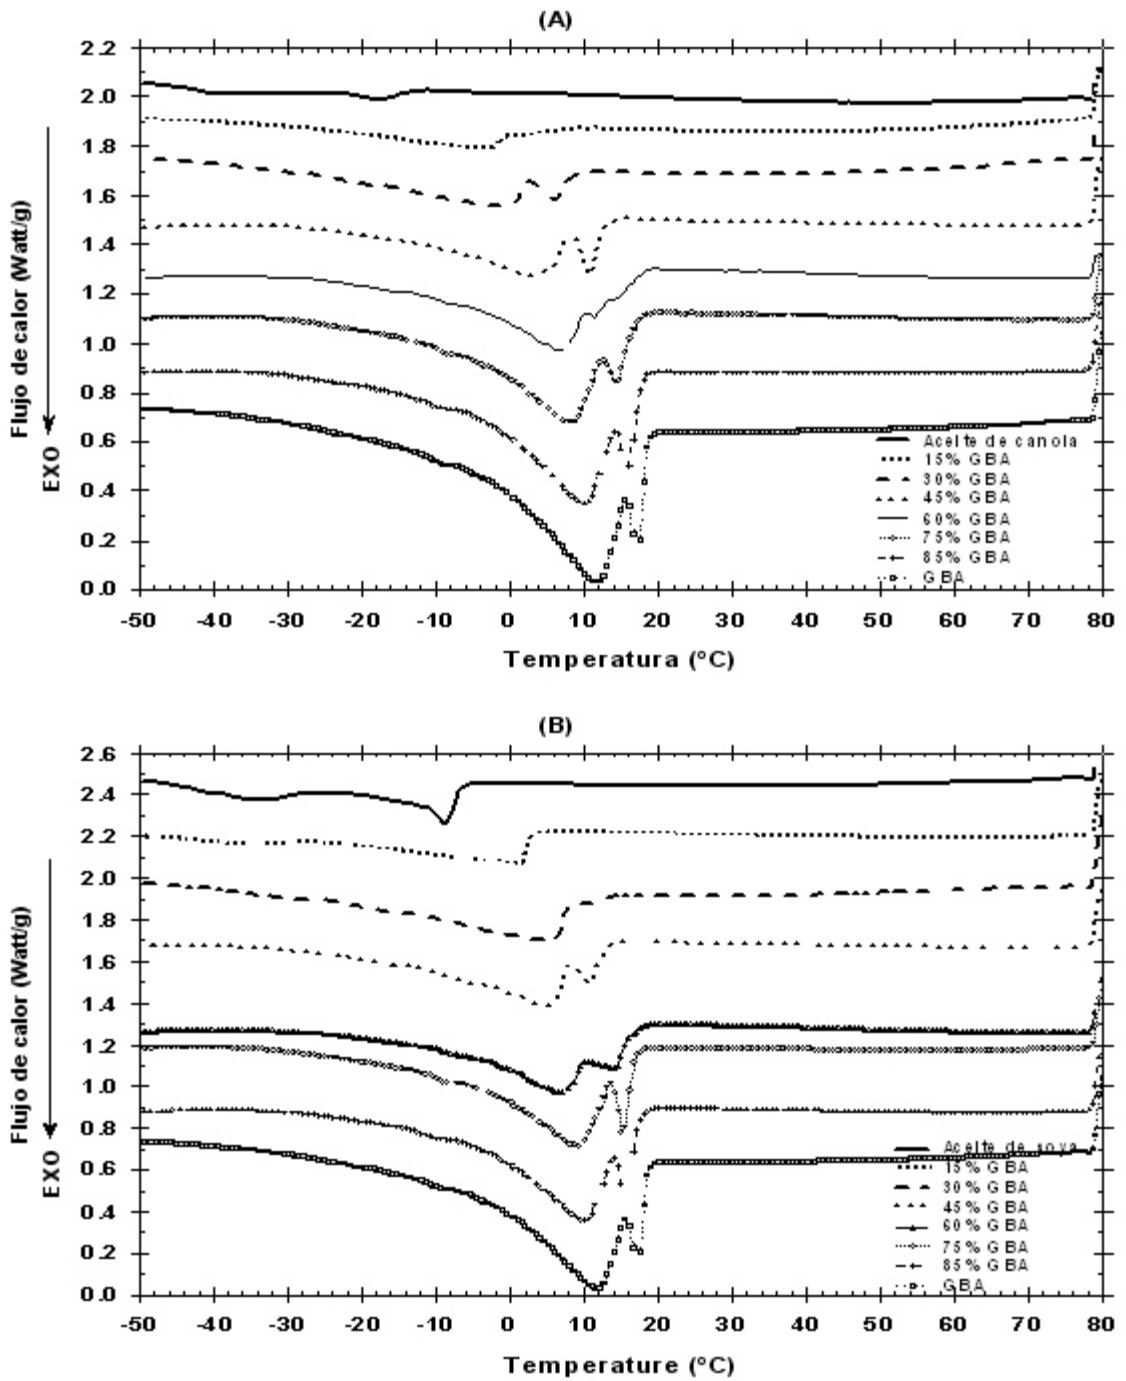 (A)
2.2
2.0
1.8
1.6
1.4
1.2
1.0
0.8
0.6
0.4
0.2
0.0
Flujo de calor (Watt/g)
EXO
Aceite de canola
15% GBA
30% GBA
45% GBA
60% GBA
75% GBA
85% GBA
GBA
-50 -40 -30 -20 -10 0 10 20 30 40 50 60 70 80
Temperatura (ºC)
(B)
2.6
2.4
2.2
2.0
1.8
1.6
1.4
1.2
1.0
0.8
0.6
0.4
0.2
0.0
Flujo de calor (Watt/g)
EXO
Aceite de soya
15% GBA
30% GBA
45% GBA
60% GBA
75% GBA
85% GBA
GBA
-50 -40 -30 -20 -10 0 10 20 30 40 50 60 70 80
Temperature (ºC)